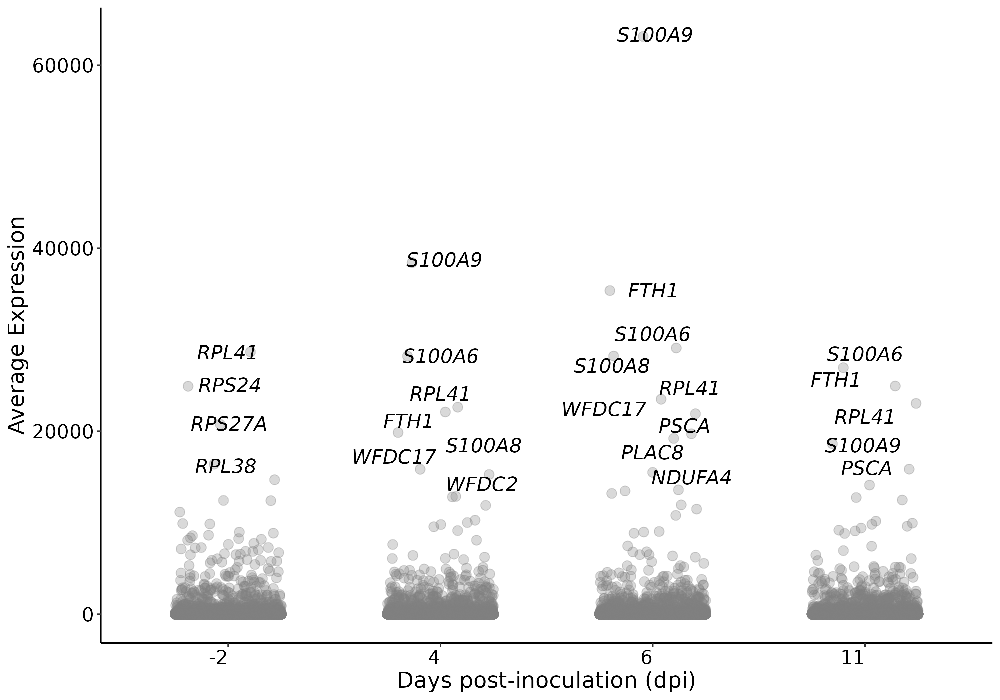 S100A9
60000
40000
S100A9
FTH1
S100A6
RPL41
S100A6
S100A6
S100A8
FTH1
RPS24
RPL41
RPL41
WFDC17
RPL41
RPS27A
FTH1
PSCA
20000
S100A8
S100A9
PLAC8
WFDC17
RPL38
PSCA
NDUFA4
WFDC2
0
Average Expression
-2 4 6 11
Days post-inoculation (dpi)